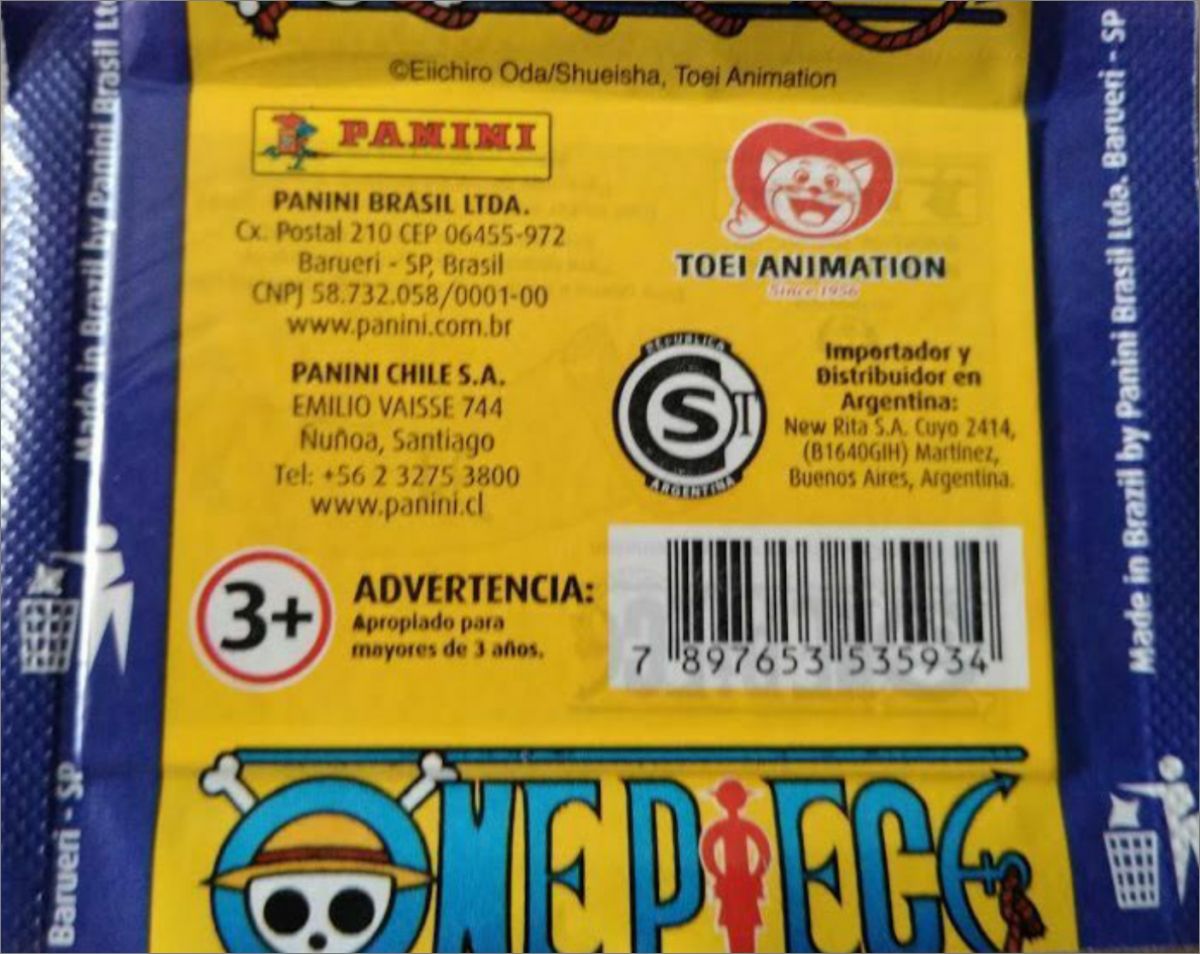 ©Eiichiro Oda/Shueisha, Toei Animation
PANINI
PANINI BRASIL LTDA.
Cx. Postal 210 CEP 06455-972
Barueri - SP, Brasil
CNPJ 58.732.058/0001-00
www.panini.com.br
PANINI CHILE S.A.
EMILIO VAISSE 744
Ñuñoa, Santiago
Tel: +56 2 3275 3800
www.panini.cl
TOEI ANIMATION
Since 1956
REPUBLICA
S
ARGENTINA
Importador y
Distribuidor en
Argentina:
New Rita S.A. Cuyo 2414,
(B1640GIH) Martinez,
Buenos Aires, Argentina.
3+
ADVERTENCIA:
Apropiado para
mayores de 3 años.
7 897653 535934
ONE PIECE
Made in Brazil by Panini Brasil Lt
Barueri - SP
Made in Brazil by Panini Brasil Ltda. Barueri - SP